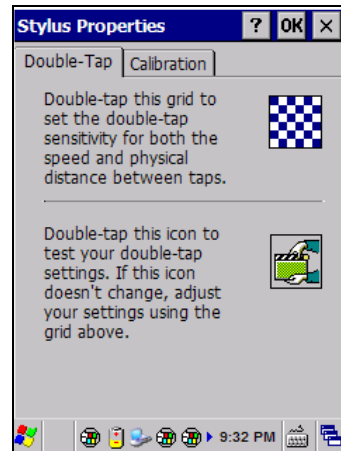 Stylus Properties ? OK ×
Double-Tap Calibration
Double-tap this grid to
set the double-tap
sensitivity for both the
speed and physical
distance between taps.
Double-tap this icon to
test your double-tap
settings. If this icon
doesn't change, adjust
your settings using the
grid above.
9:32 PM